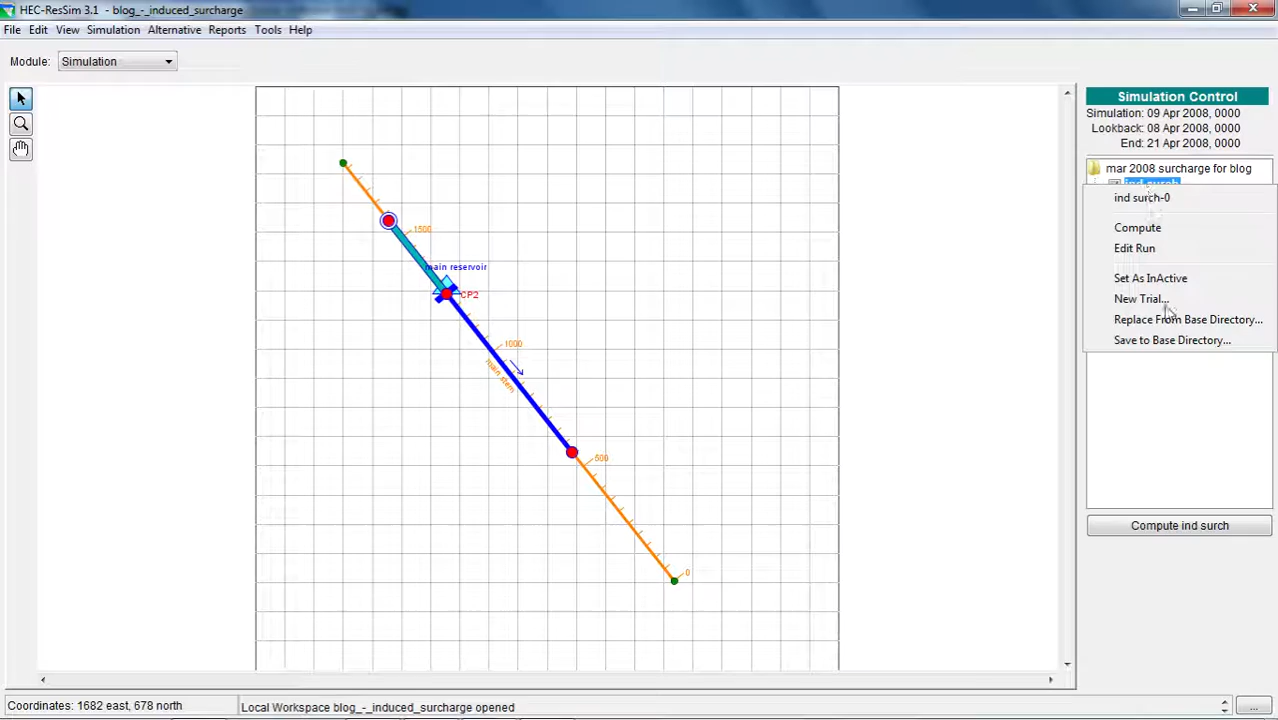 HEC-ResSim 3.1 - blog_-_induced_surcharge
File Edit View Simulation Alternative Reports Tools Help
Module: Simulation
Simulation Control
Simulation: 09 Apr 2008, 0000
Lookback: 08 Apr 2008, 0000
End: 21 Apr 2008, 0000
mar 2008 surcharge for blog
ind surch
ind surch-0
Compute
Edit Run
Set As InActive
New Trial...
Replace From Base Directory...
Save to Base Directory...
1500
main reservoir
CP2
1000
main stem
500
0
Compute ind surch
Coordinates: 1682 east, 678 north
Local Workspace blog_-_induced_surcharge opened
...